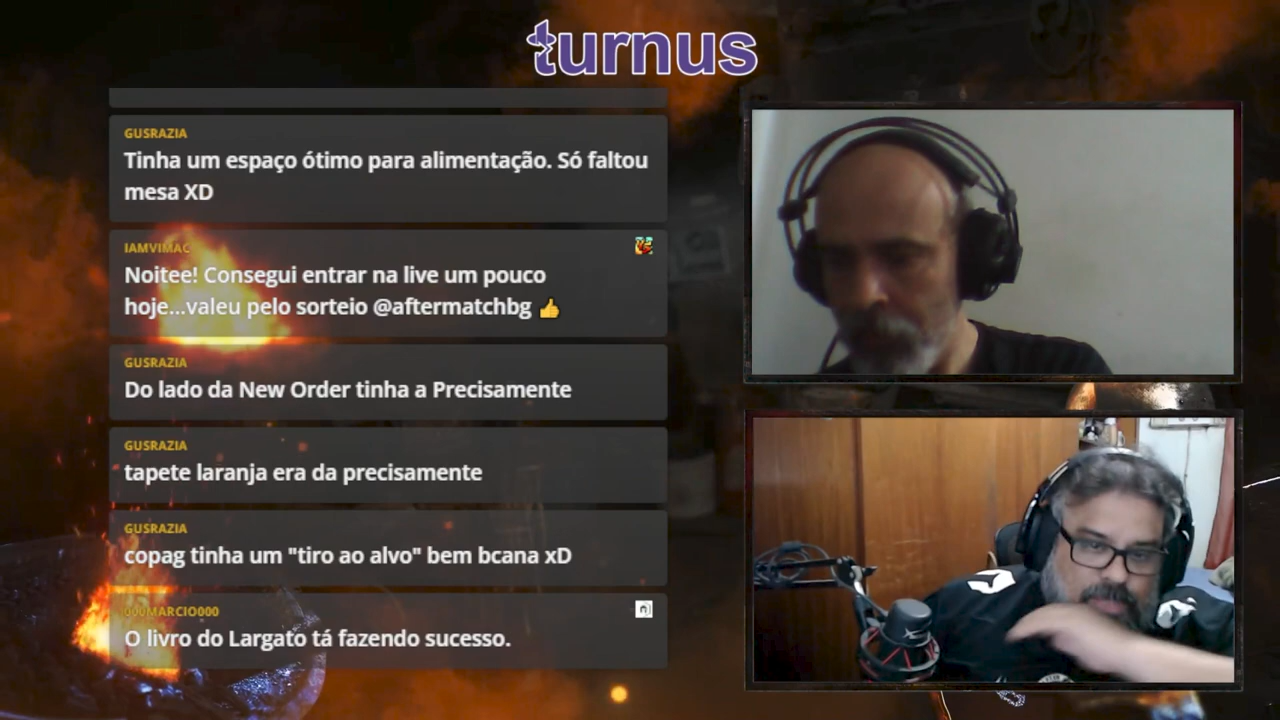 turnus
GUSRAZIA
Tinha um espaço ótimo para alimentação. Só faltou
mesa XD
IAMVIMAC
Noitee! Consegui entrar na live um pouco
hoje...valeu pelo sorteio @aftermatchbg 👍
GUSRAZIA
Do lado da New Order tinha a Precisamente
GUSRAZIA
tapete laranja era da precisamente
GUSRAZIA
copag tinha um "tiro ao alvo" bem bcana xD
000MARCIO000
O livro do Largato tá fazendo sucesso.